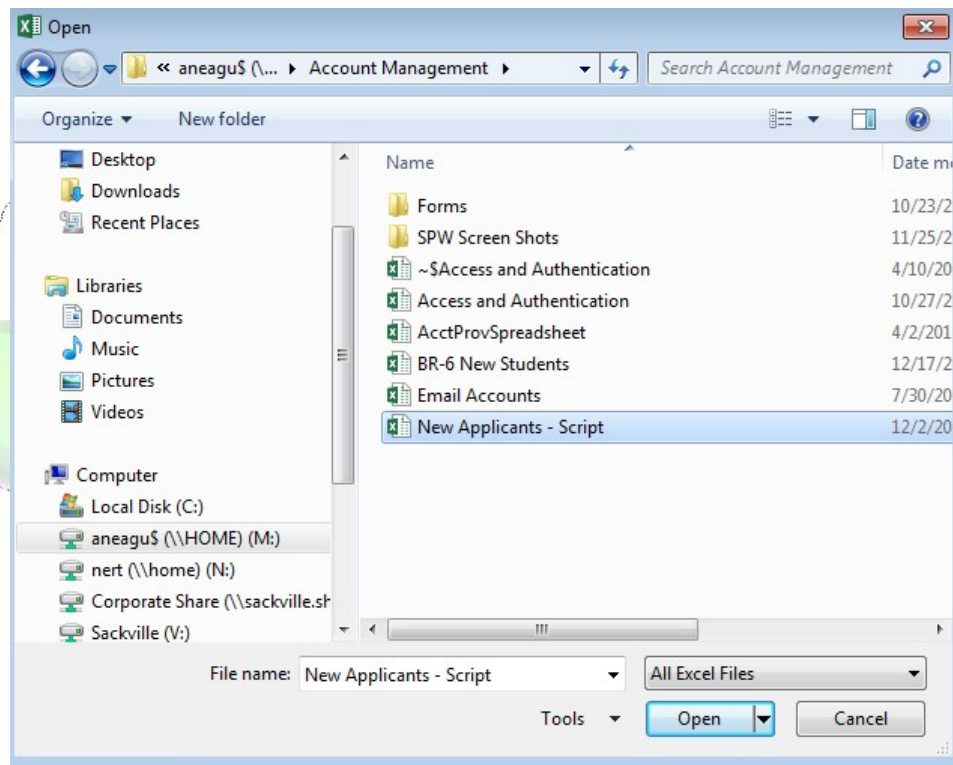 Open
« aneagu$ (\... ▸ Account Management ▸
Search Account Management
Organize
New folder
Desktop
Downloads
Recent Places
Libraries
Documents
Music
Pictures
Videos
Computer
Local Disk (C:)
aneagu$ (\\HOME) (M:)
nert (\\home) (N:)
Corporate Share (\\sackville.sh
Sackville (V:)
Name Date mo
Forms 10/23/2
SPW Screen Shots 11/25/2
~$Access and Authentication 4/10/20
Access and Authentication 10/27/2
AcctProvSpreadsheet 4/2/201
BR-6 New Students 12/17/2
Email Accounts 7/30/20
New Applicants - Script 12/2/20
File name: New Applicants - Script All Excel Files
Tools Open Cancel